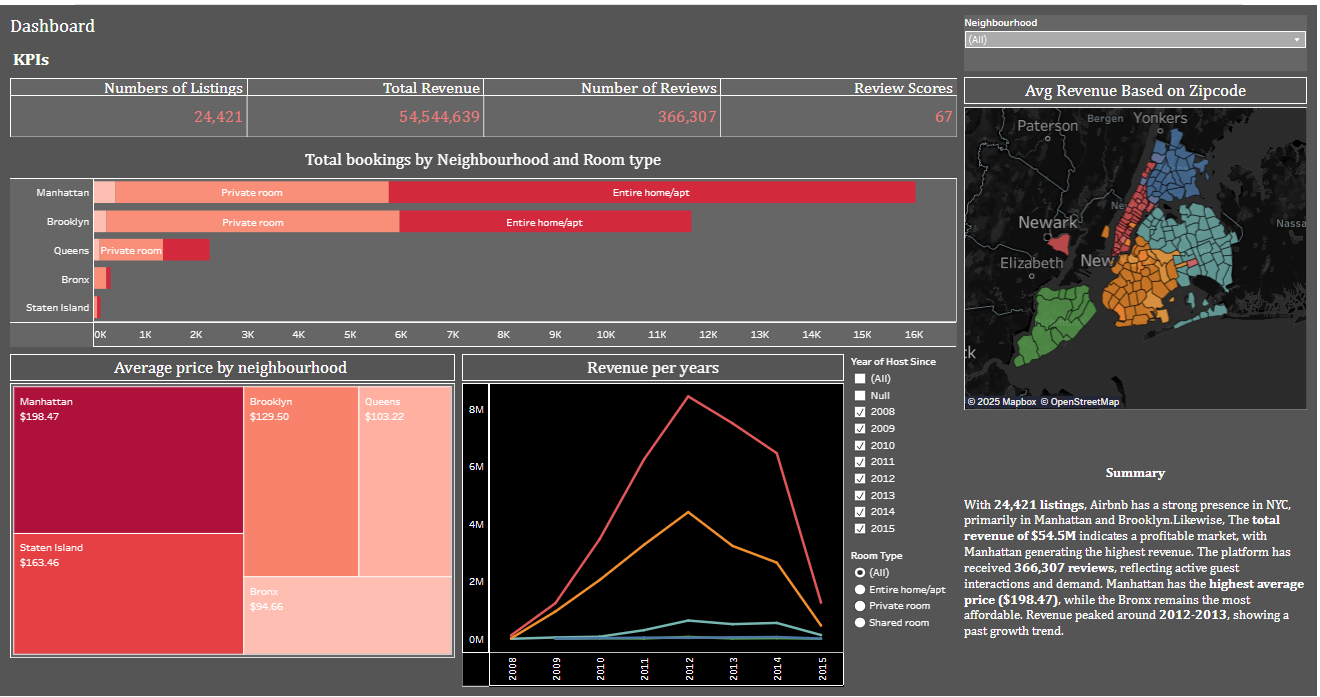 Dashboard
Neighbourhood
(All)
KPIs
Numbers of Listings
Total Revenue
Number of Reviews
Review Scores
24,421
54,544,639
366,307
67
Avg Revenue Based on Zipcode
Paterson
Bergen
Yonkers
Newark
Ne
Nassa
Elizabeth
New
k
© 2025 Mapbox © OpenStreetMap
Total bookings by Neighbourhood and Room type
Manhattan
Private room
Entire home/apt
Brooklyn
Private room
Entire home/apt
Queens
Private room
Bronx
Staten Island
0K 1K 2K 3K 4K 5K 6K 7K 8K 9K 10K 11K 12K 13K 14K 15K 16K
Average price by neighbourhood
Manhattan
$198.47
Brooklyn
$129.50
Queens
$103.22
Staten Island
$163.46
Bronx
$94.66
Revenue per years
8M
6M
4M
2M
0M
2008 2009 2010 2011 2012 2013 2014 2015
Year of Host Since
(All)
Null
2008
2009
2010
2011
2012
2013
2014
2015
Room Type
(All)
Entire home/apt
Private room
Shared room
Summary
With 24,421 listings, Airbnb has a strong presence in NYC,
primarily in Manhattan and Brooklyn.Likewise, The total
revenue of $54.5M indicates a profitable market, with
Manhattan generating the highest revenue. The platform has
received 366,307 reviews, reflecting active guest
interactions and demand. Manhattan has the highest average
price ($198.47), while the Bronx remains the most
affordable. Revenue peaked around 2012-2013, showing a
past growth trend.